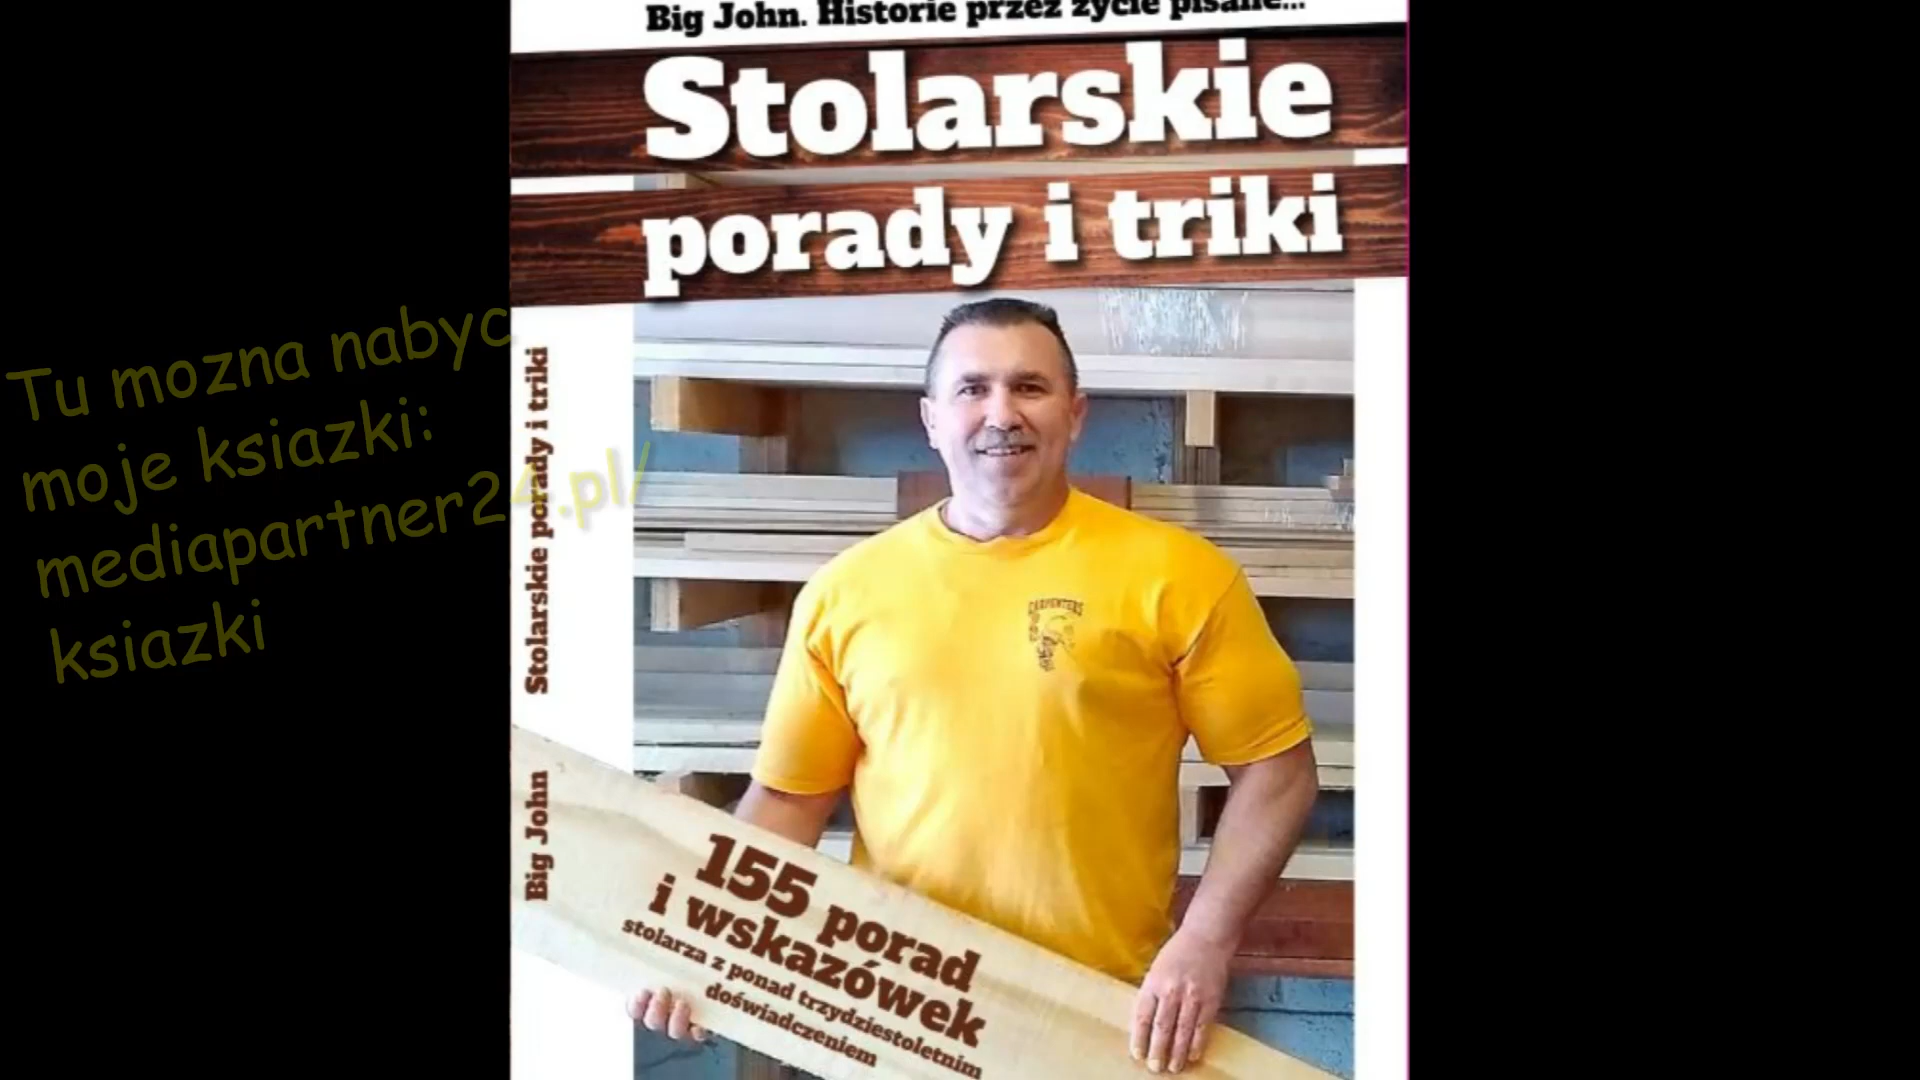 Big John. Historie przez życie pisane...
Stolarskie
porady i triki
Tu mozna nabyc
moje ksiazki:
mediapartner24.pl/
ksiazki
Stolarskie porady i triki
Big John
CARPENTERS
155 porad
i wskazówek
stolarza z ponad trzydziestoletnim
doświadczeniem